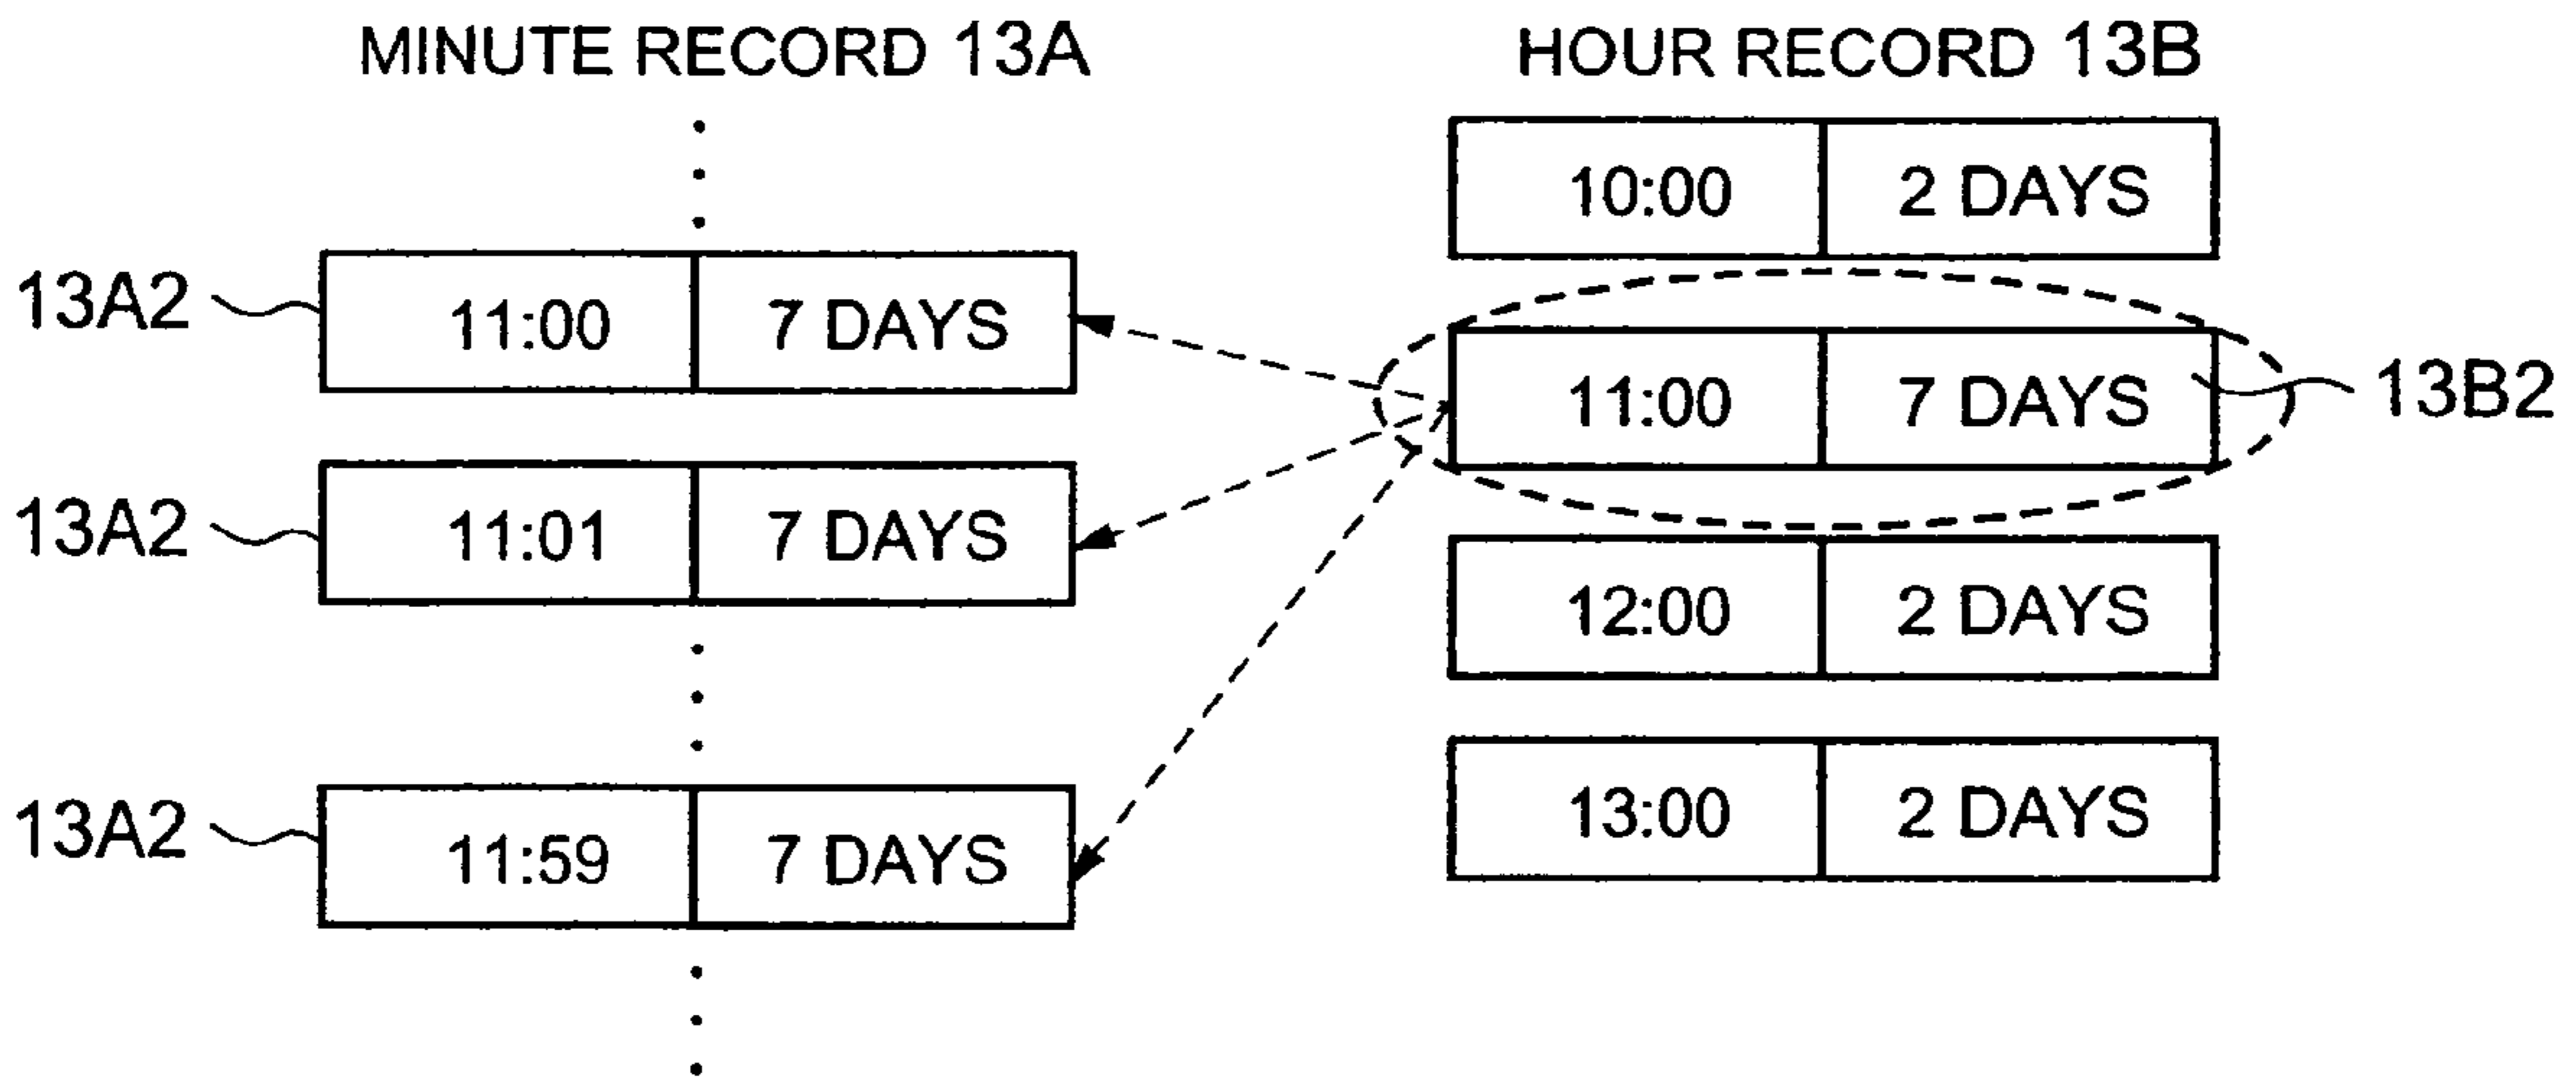 MINUTE RECORD 13A
13A2 11:00 7 DAYS
13A2 11:01 7 DAYS
13A2 11:59 7 DAYS
HOUR RECORD 13B
10:00 2 DAYS
11:00 7 DAYS 13B2
12:00 2 DAYS
13:00 2 DAYS